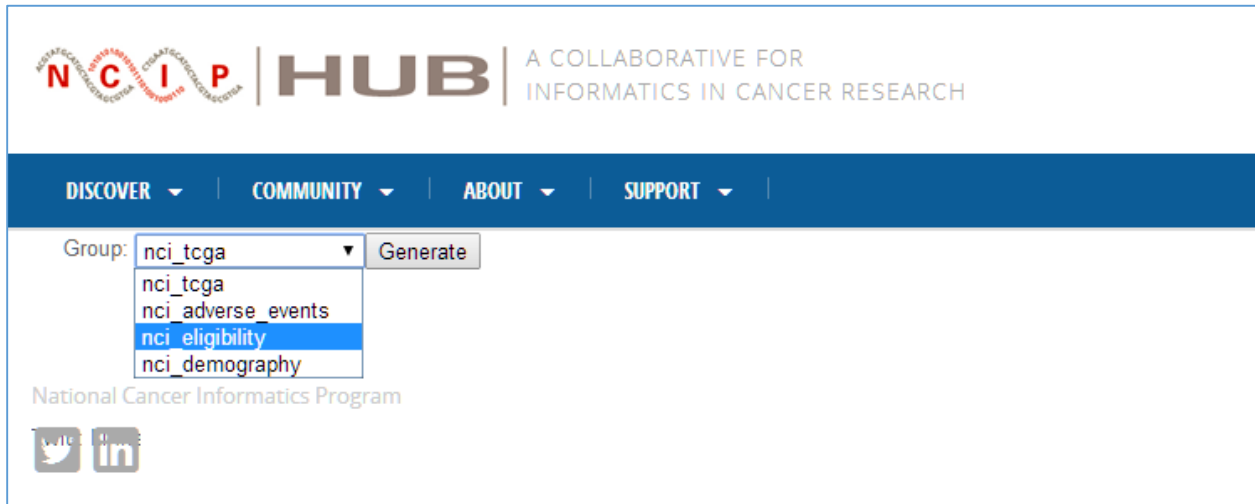 NCIP HUB A COLLABORATIVE FOR
INFORMATICS IN CANCER RESEARCH
DISCOVER COMMUNITY ABOUT SUPPORT
Group: nci_tcga Generate
nci_tcga
nci_adverse_events
nci_eligibility
nci_demography
National Cancer Informatics Program
in